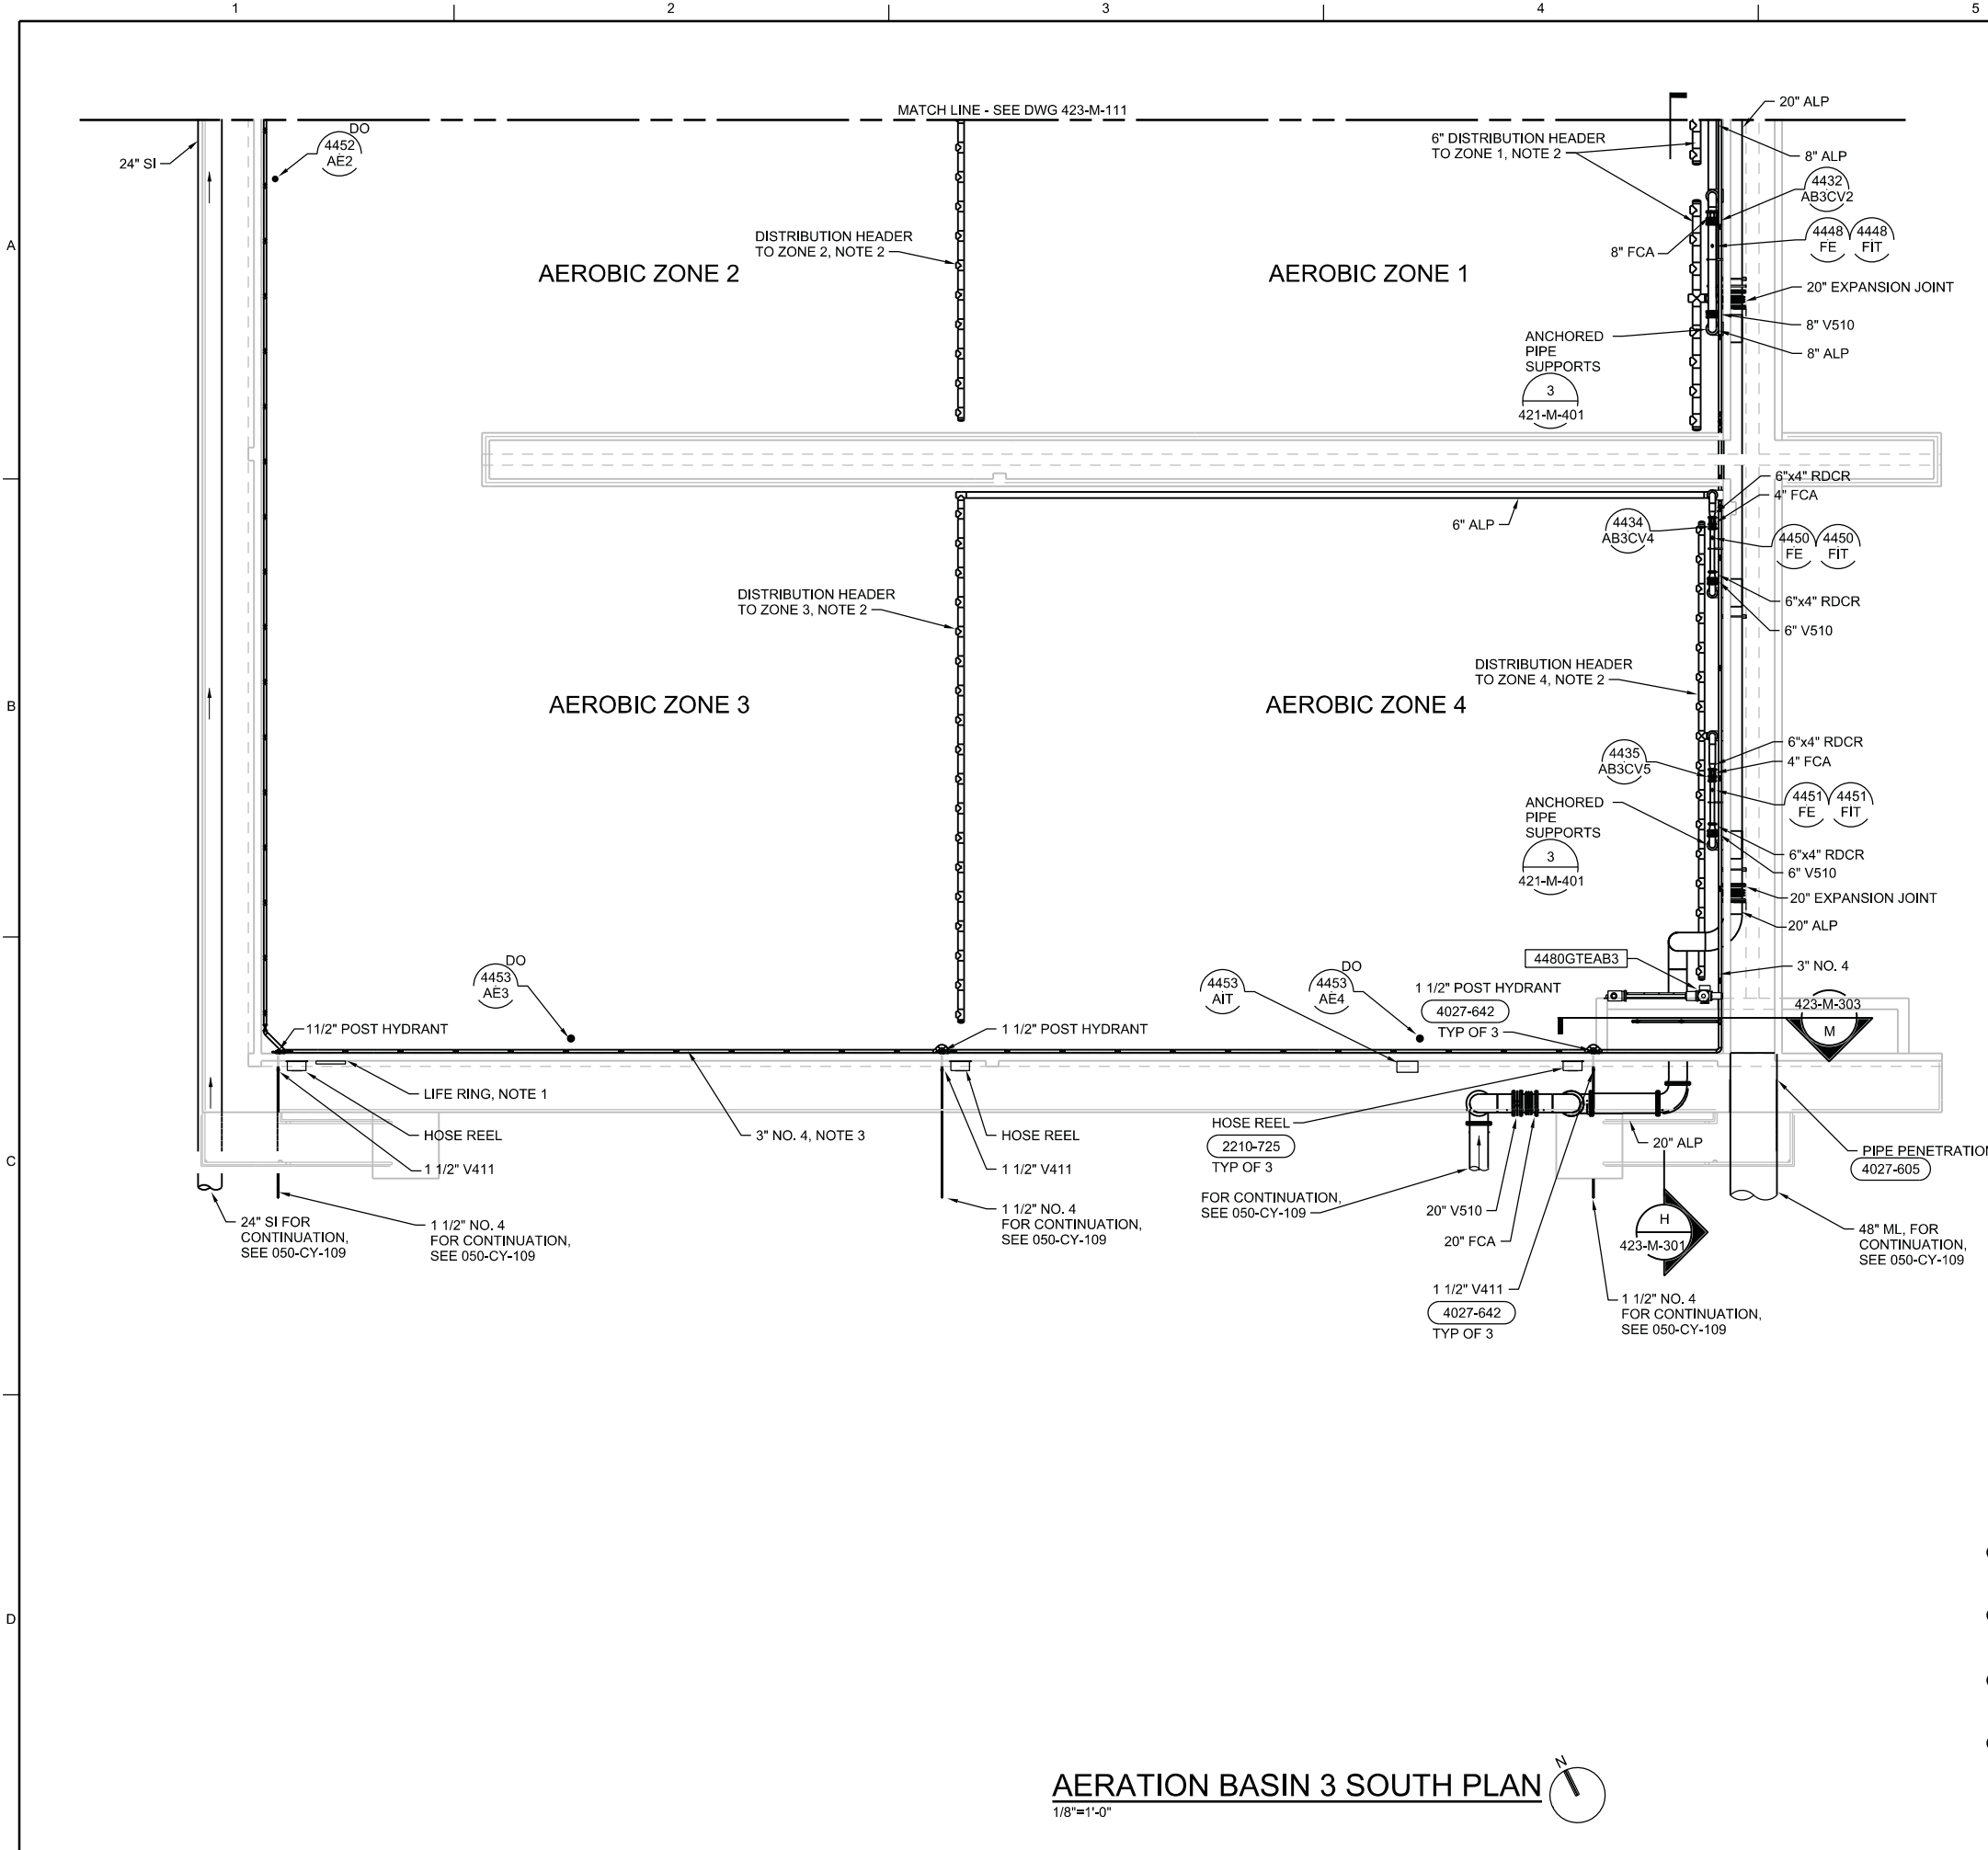 1
2
3
4
5
MATCH LINE - SEE DWG 423-M-111
20" ALP
24" SI
DO
4452
AE2
6" DISTRIBUTION HEADER
TO ZONE 1, NOTE 2
8" ALP
4432
AB3CV2
A
DISTRIBUTION HEADER
TO ZONE 2, NOTE 2
AEROBIC ZONE 2
AEROBIC ZONE 1
8" FCA
4448
FE
4448
FIT
20" EXPANSION JOINT
8" V510
8" ALP
ANCHORED
PIPE
SUPPORTS
3
421-M-401
6"x4" RDCR
4" FCA
6" ALP
4434
AB3CV4
4450
FE
4450
FIT
6"x4" RDCR
6" V510
DISTRIBUTION HEADER
TO ZONE 3, NOTE 2
DISTRIBUTION HEADER
TO ZONE 4, NOTE 2
B
AEROBIC ZONE 3
AEROBIC ZONE 4
6"x4" RDCR
4" FCA
4435
AB3CV5
4451
FE
4451
FIT
ANCHORED
PIPE
SUPPORTS
3
421-M-401
6"x4" RDCR
6" V510
20" EXPANSION JOINT
20" ALP
4480GTEAB3
3" NO. 4
DO
4453
AE3
4453
AIT
DO
4453
AE4
1 1/2" POST HYDRANT
4027-642
TYP OF 3
423-M-303
M
11/2" POST HYDRANT
1 1/2" POST HYDRANT
LIFE RING, NOTE 1
HOSE REEL
3" NO. 4, NOTE 3
HOSE REEL
HOSE REEL
2210-725
TYP OF 3
20" ALP
PIPE PENETRATION
4027-605
C
1 1/2" V411
1 1/2" V411
24" SI FOR
CONTINUATION,
SEE 050-CY-109
1 1/2" NO. 4
FOR CONTINUATION,
SEE 050-CY-109
1 1/2" NO. 4
FOR CONTINUATION,
SEE 050-CY-109
FOR CONTINUATION,
SEE 050-CY-109
20" V510
20" FCA
H
423-M-301
48" ML, FOR
CONTINUATION,
SEE 050-CY-109
1 1/2" V411
4027-642
TYP OF 3
1 1/2" NO. 4
FOR CONTINUATION,
SEE 050-CY-109
D
AERATION BASIN 3 SOUTH PLAN
N
1/8"=1'-0"